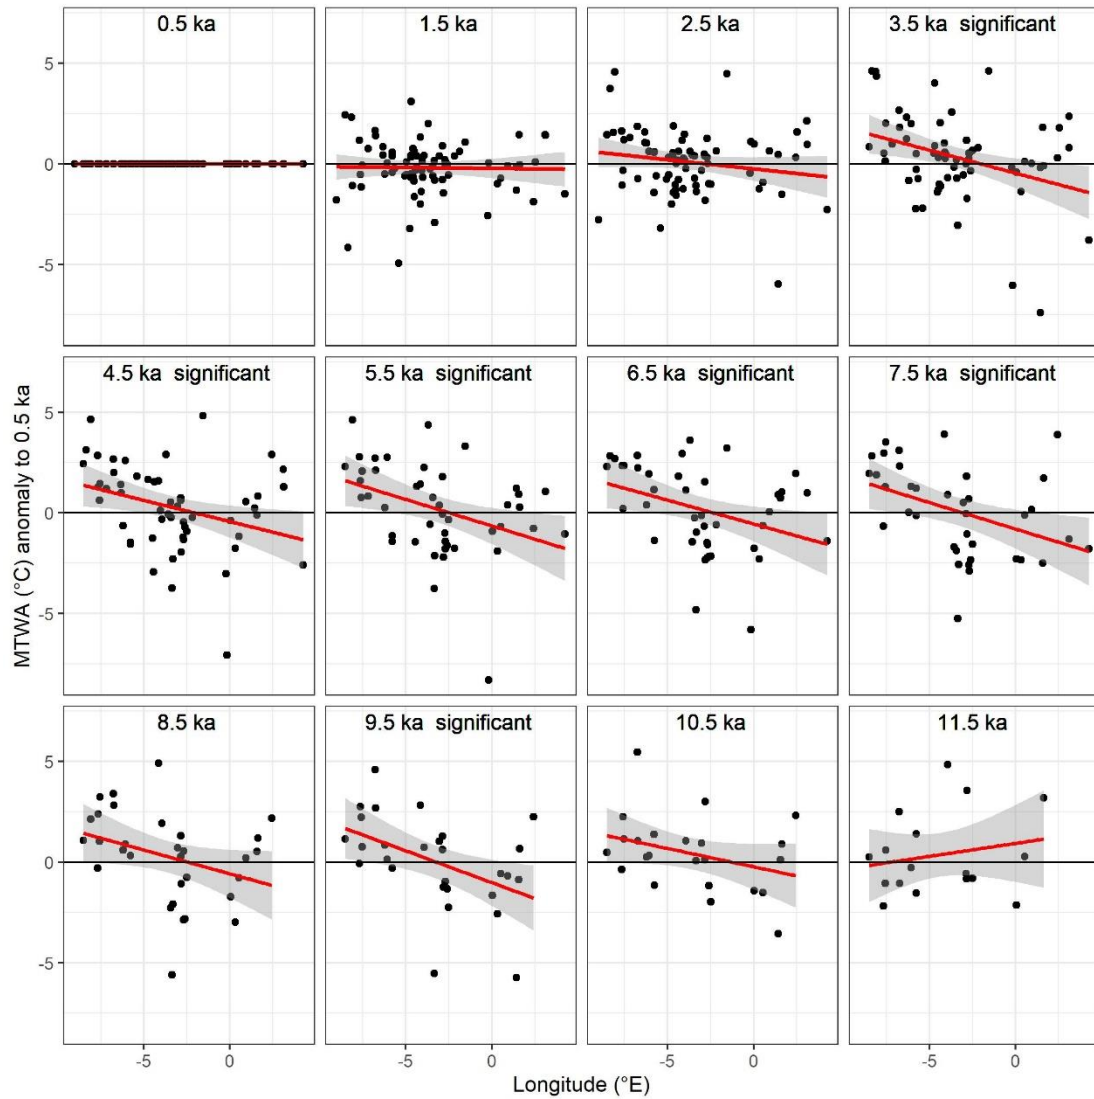 0.5 ka
1.5 ka
2.5 ka
3.5 ka significant
5
0
-5
4.5 ka significant
5.5 ka significant
6.5 ka significant
7.5 ka significant
5
0
-5
MTWA (°C) anomaly to 0.5 ka
8.5 ka
9.5 ka significant
10.5 ka
11.5 ka
5
0
-5
-5 0 -5 0 -5 0 -5 0
Longitude (°E)